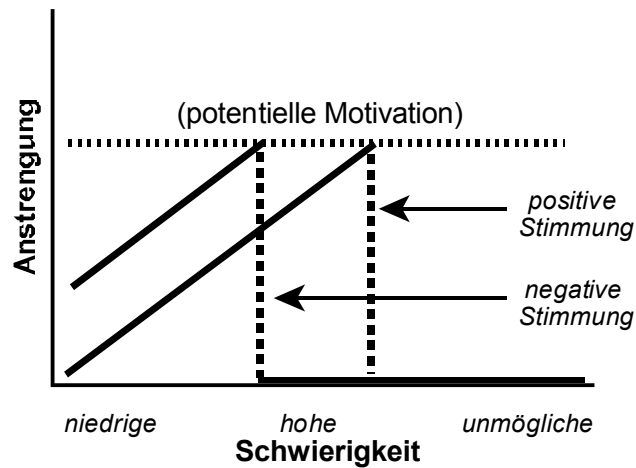 Anstrengung
(potentielle Motivation)
positive
Stimmung
negative
Stimmung
niedrige hohe unmögliche
Schwierigkeit